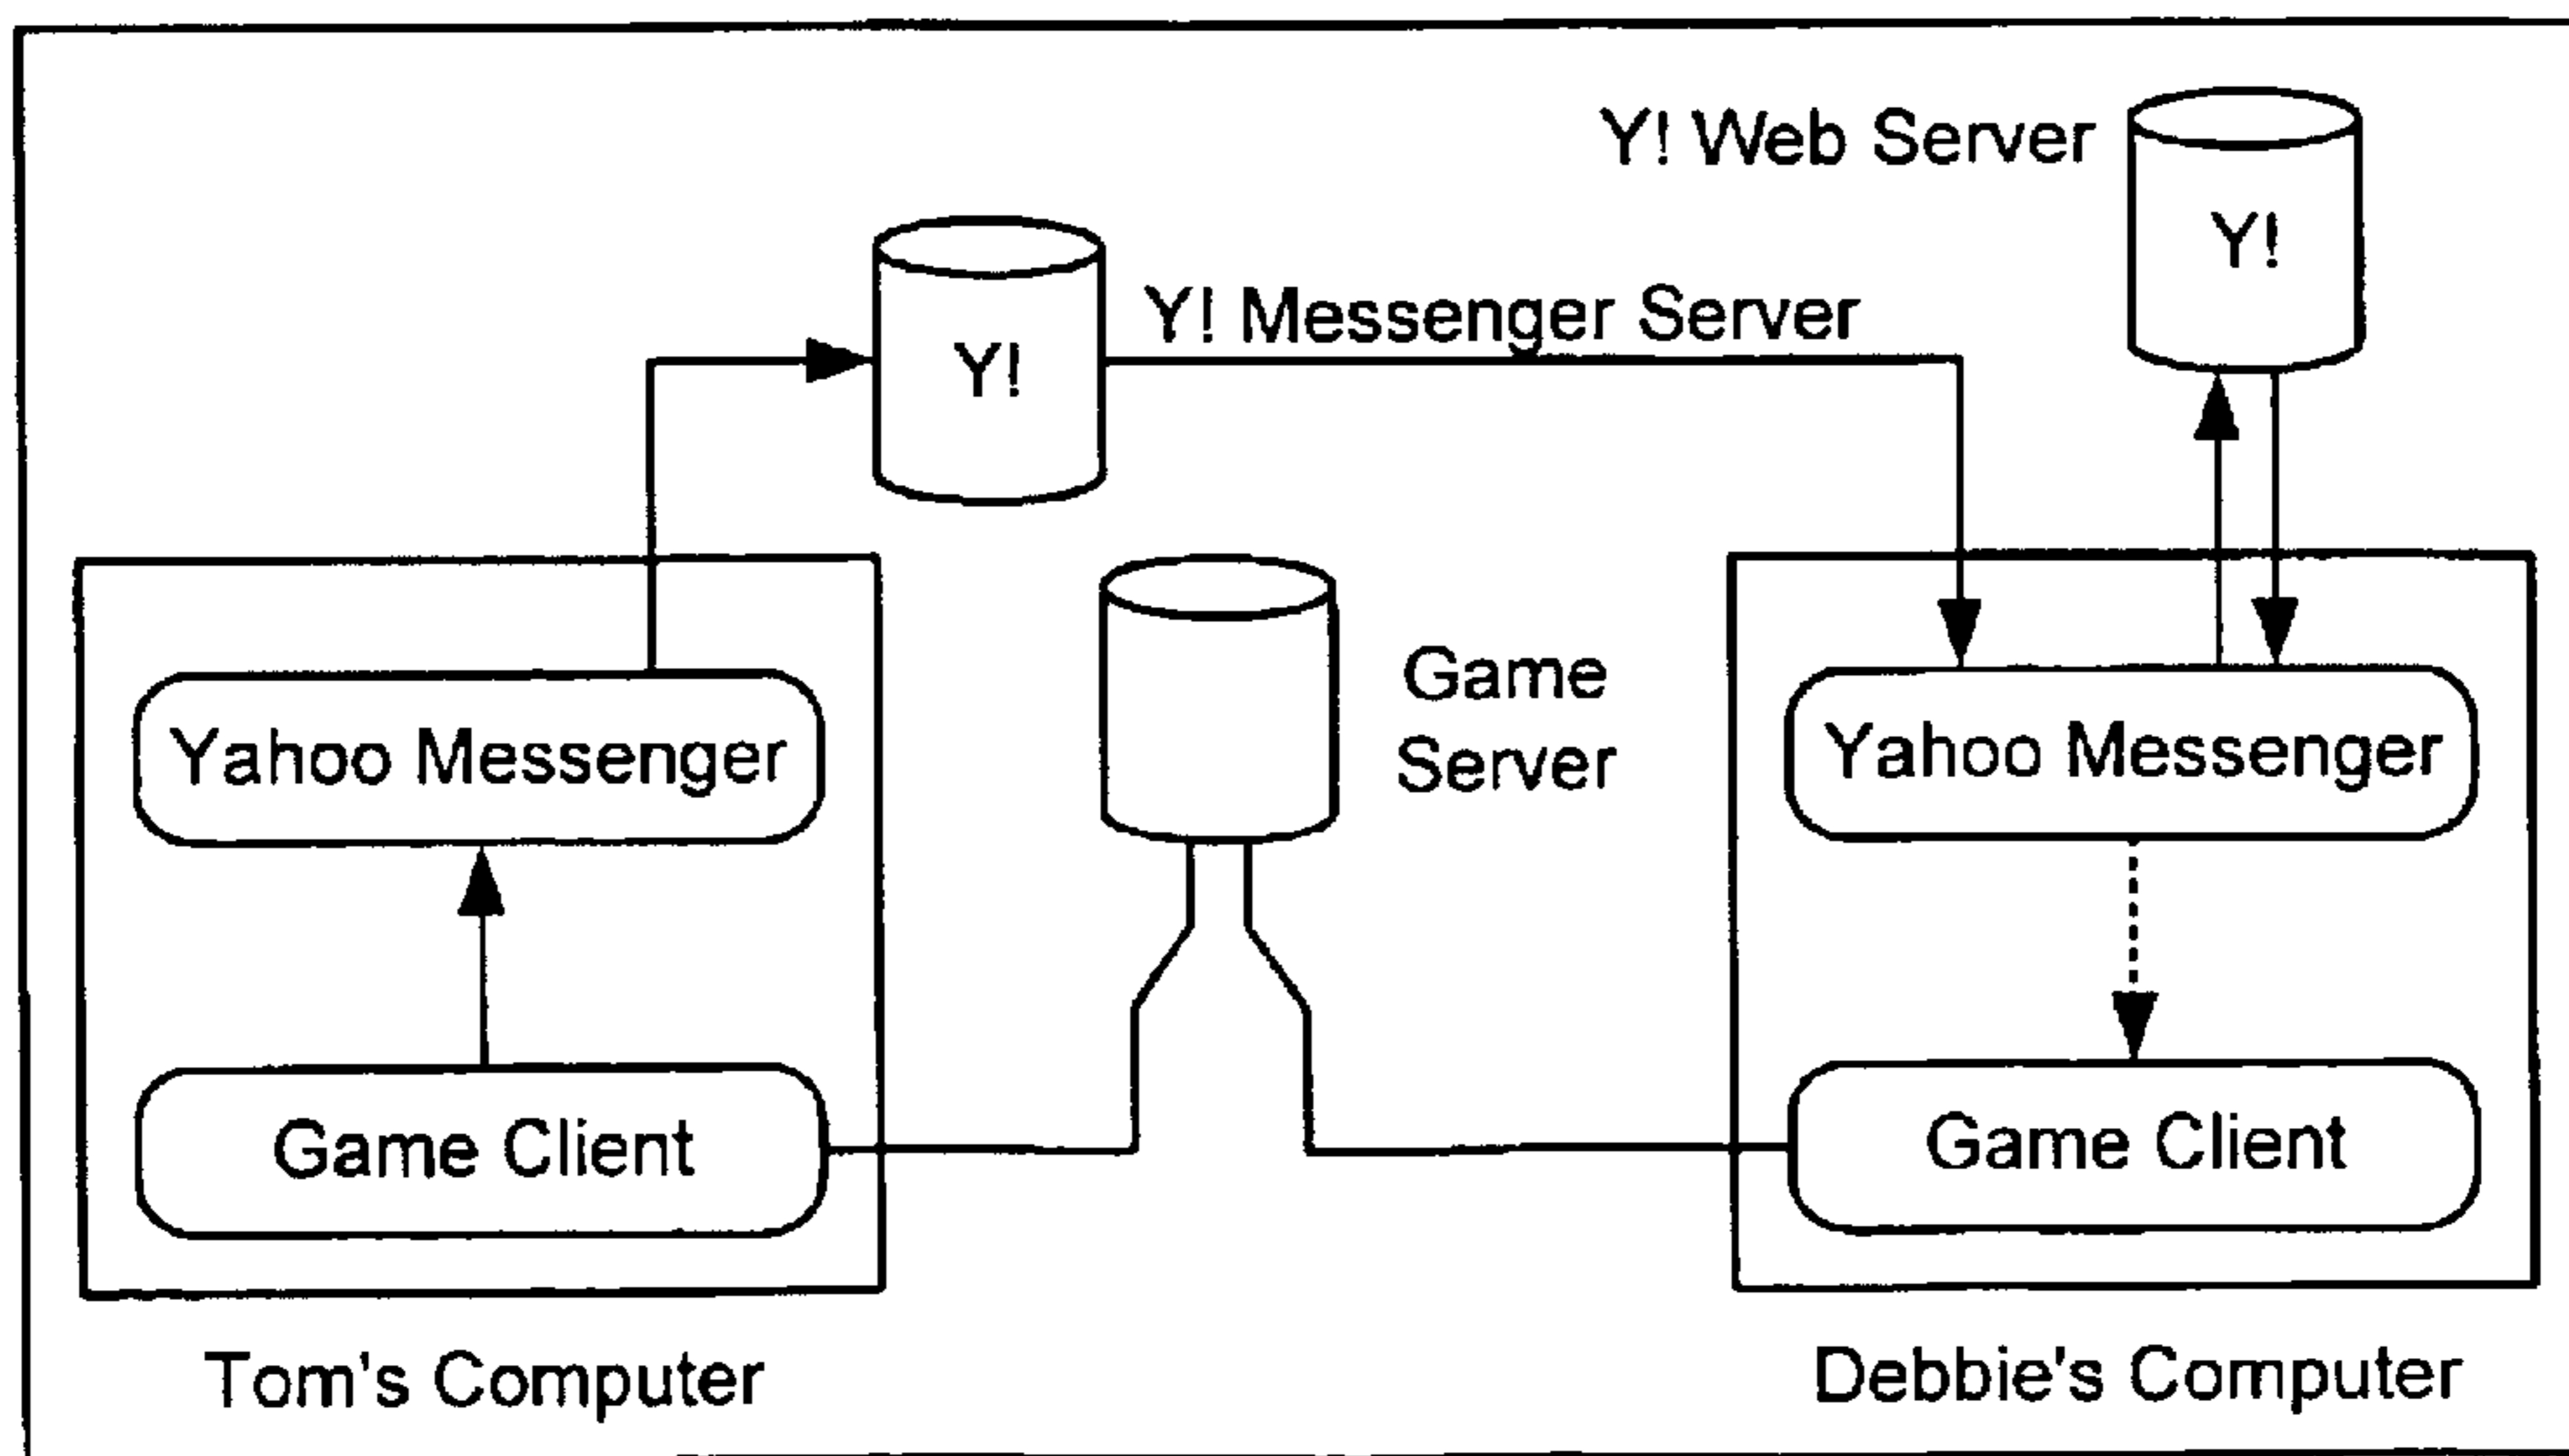 Y! Web Server
Y!
Y! Messenger Server
Y!
Game
Server
Yahoo Messenger
Yahoo Messenger
Game Client
Game Client
Tom's Computer
Debbie's Computer